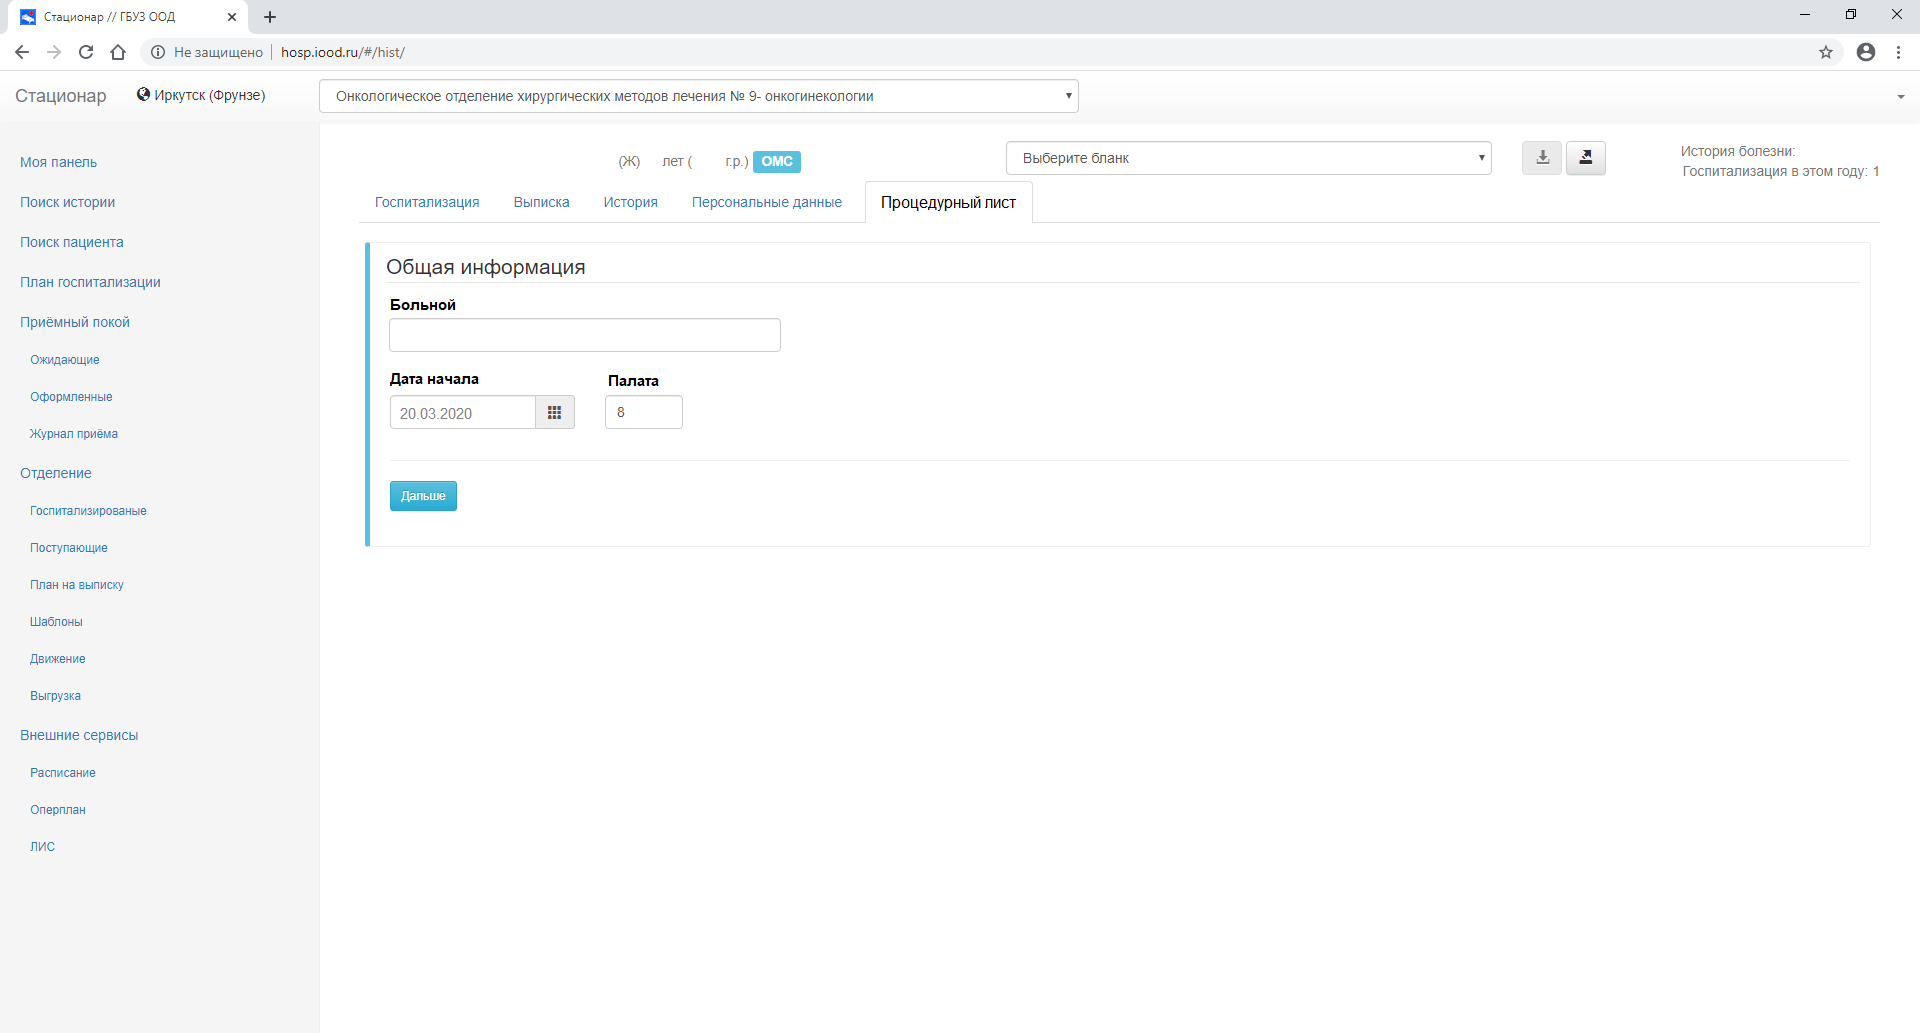 Стационар // ГБУЗ ООД
Не защищено hosp.iood.ru/#/hist/
Стационар Иркутск (Фрунзе) Онкологическое отделение хирургических методов лечения № 9- онкогинекологии
Моя панель
Поиск истории
Поиск пациента
План госпитализации
Приёмный покой
Ожидающие
Оформленные
Журнал приёма
Отделение
Госпитализированые
Поступающие
План на выписку
Шаблоны
Движение
Выгрузка
Внешние сервисы
Расписание
Оперплан
ЛИС
(Ж) лет ( г.р.) ОМС
Выберите бланк
История болезни:
Госпитализация в этом году: 1
Госпитализация Выписка История Персональные данные Процедурный лист
Общая информация
Больной
Дата начала Палата
20.03.2020 8
Дальше